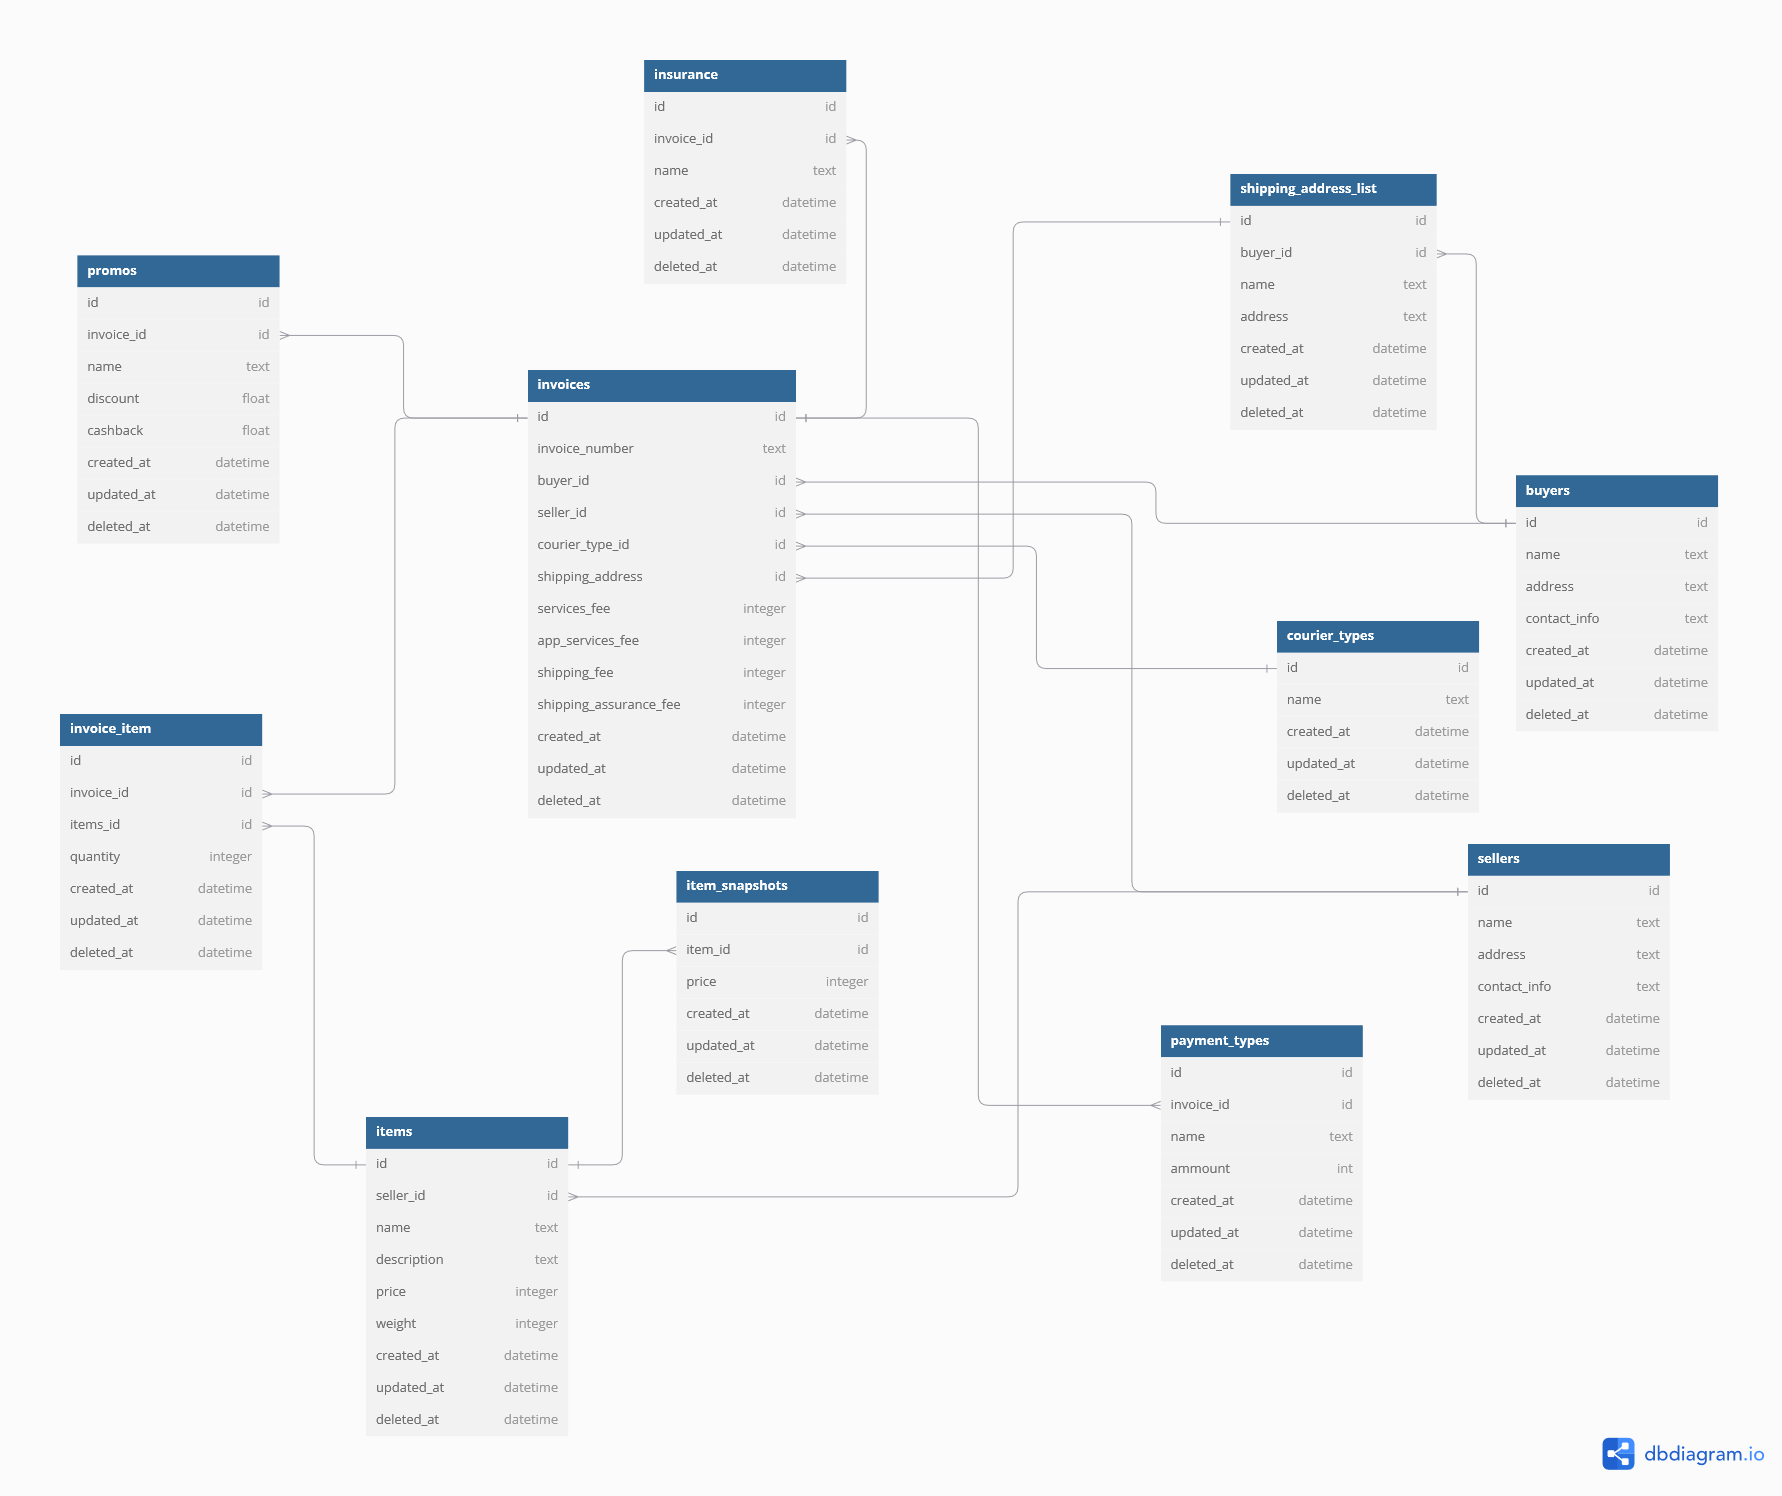 insurance
id id
invoice_id id
name text
created_at datetime
updated_at datetime
deleted_at datetime
shipping_address_list
id id
buyer_id id
name text
address text
created_at datetime
updated_at datetime
deleted_at datetime
promos
id id
invoice_id id
name text
discount float
cashback float
created_at datetime
updated_at datetime
deleted_at datetime
invoices
id id
invoice_number text
buyer_id id
seller_id id
courier_type_id id
shipping_address id
services_fee integer
app_services_fee integer
shipping_fee integer
shipping_assurance_fee integer
created_at datetime
updated_at datetime
deleted_at datetime
buyers
id id
name text
address text
contact_info text
created_at datetime
updated_at datetime
deleted_at datetime
courier_types
id id
name text
created_at datetime
updated_at datetime
deleted_at datetime
invoice_item
id id
invoice_id id
items_id id
quantity integer
created_at datetime
updated_at datetime
deleted_at datetime
item_snapshots
id id
item_id id
price integer
created_at datetime
updated_at datetime
deleted_at datetime
sellers
id id
name text
address text
contact_info text
created_at datetime
updated_at datetime
deleted_at datetime
payment_types
id id
invoice_id id
name text
ammount int
created_at datetime
updated_at datetime
deleted_at datetime
items
id id
seller_id id
name text
description text
price integer
weight integer
created_at datetime
updated_at datetime
deleted_at datetime
dbdiagram.io